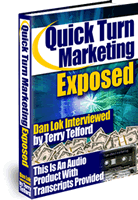 Quick Turn
Marketing
Exposed
Dan Lok Interviewed
by Terry Telford
This Is An Audio
Product With
Transcripts Provided
Quick Turn Marketing
Exposed